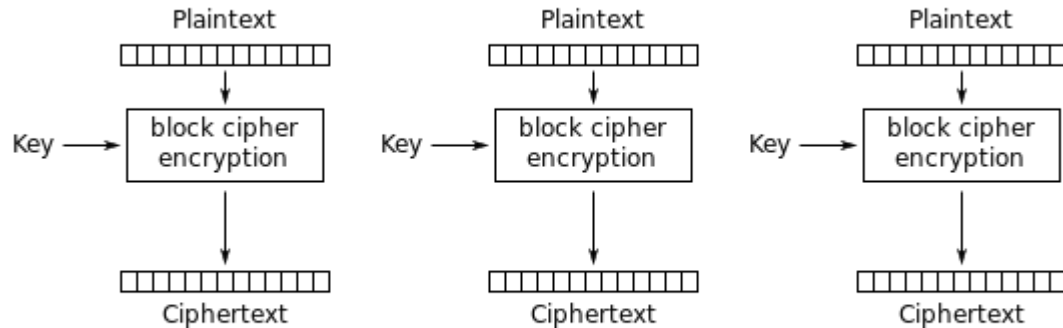 Plaintext
Plaintext
Plaintext
Key
block cipher
encryption
Key
block cipher
encryption
Key
block cipher
encryption
Ciphertext
Ciphertext
Ciphertext